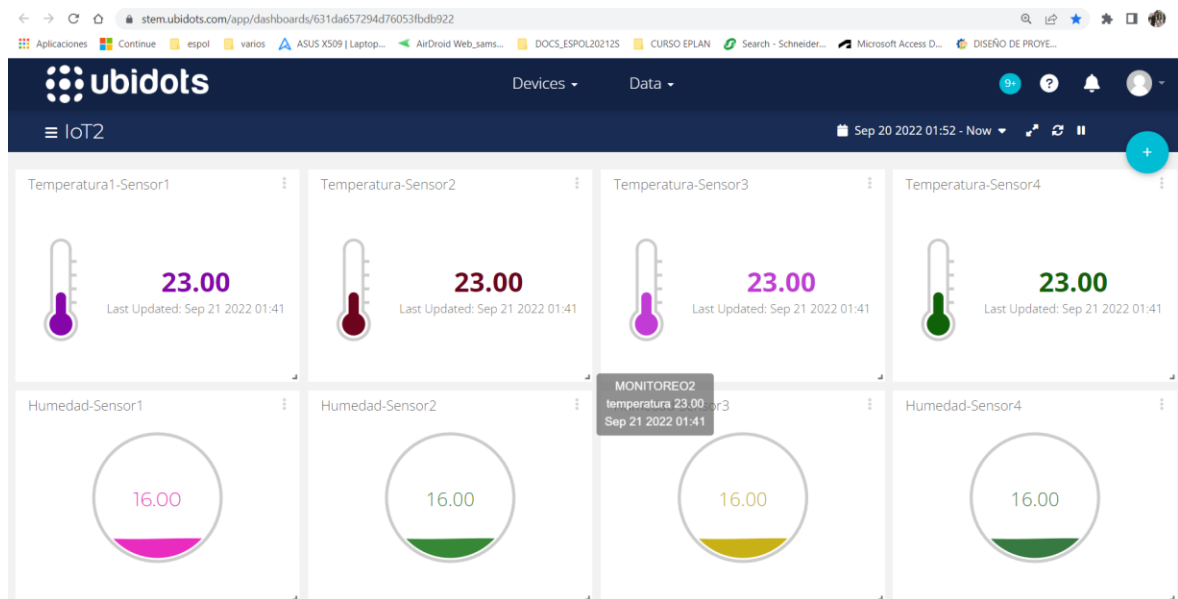 stem.ubidots.com/app/dashboards/631da657294d76053fbdb922
Aplicaciones Continue espol varios ASUS X509 | Laptop... AirDroid Web_sams... DOCS_ESPOL20212S CURSO EPLAN Search - Schneider... Microsoft Access D... DISEÑO DE PROYE...
ubidots Devices Data 9+ ?
IoT2 Sep 20 2022 01:52 - Now
+
Temperatura1-Sensor1 Temperatura-Sensor2 Temperatura-Sensor3 Temperatura-Sensor4
23.00 23.00 23.00 23.00
Last Updated: Sep 21 2022 01:41 Last Updated: Sep 21 2022 01:41 Last Updated: Sep 21 2022 01:41 Last Updated: Sep 21 2022 01:41
MONITOREO2
temperatura 23.00
Sep 21 2022 01:41
Humedad-Sensor1 Humedad-Sensor2 sor3 Humedad-Sensor4
16.00 16.00 16.00 16.00